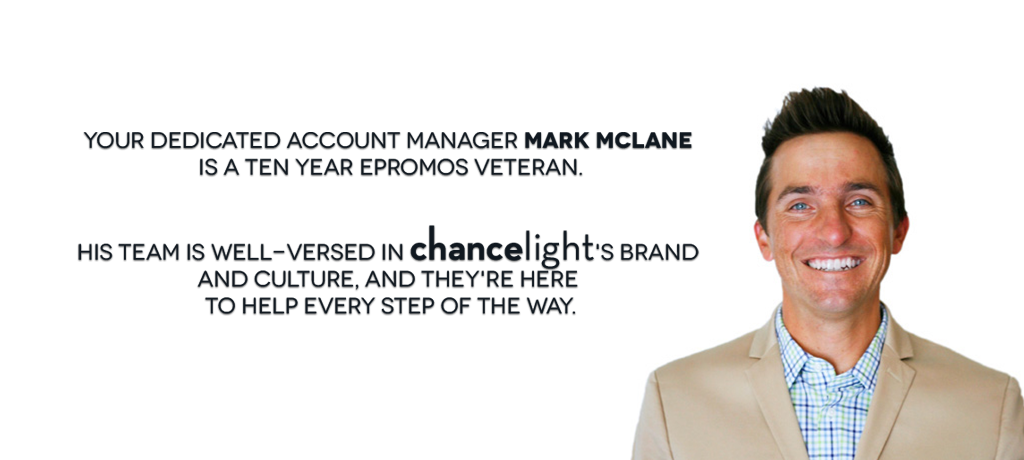 YOUR DEDICATED ACCOUNT MANAGER MARK MCLANE
IS A TEN YEAR EPROMOS VETERAN.
HIS TEAM IS WELL-VERSED IN chancelight'S BRAND
AND CULTURE, AND THEY'RE HERE
TO HELP EVERY STEP OF THE WAY.